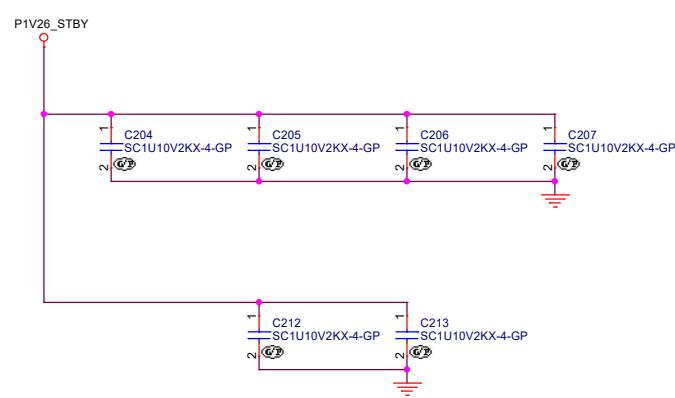 P1V26_STBY
1 C204 1 C205 1 C206 1 C207
SC1U10V2KX-4-GP SC1U10V2KX-4-GP SC1U10V2KX-4-GP SC1U10V2KX-4-GP
2 G/P 2 G/P 2 G/P 2 G/P
1 C212 1 C213
SC1U10V2KX-4-GP SC1U10V2KX-4-GP
2 G/P 2 G/P